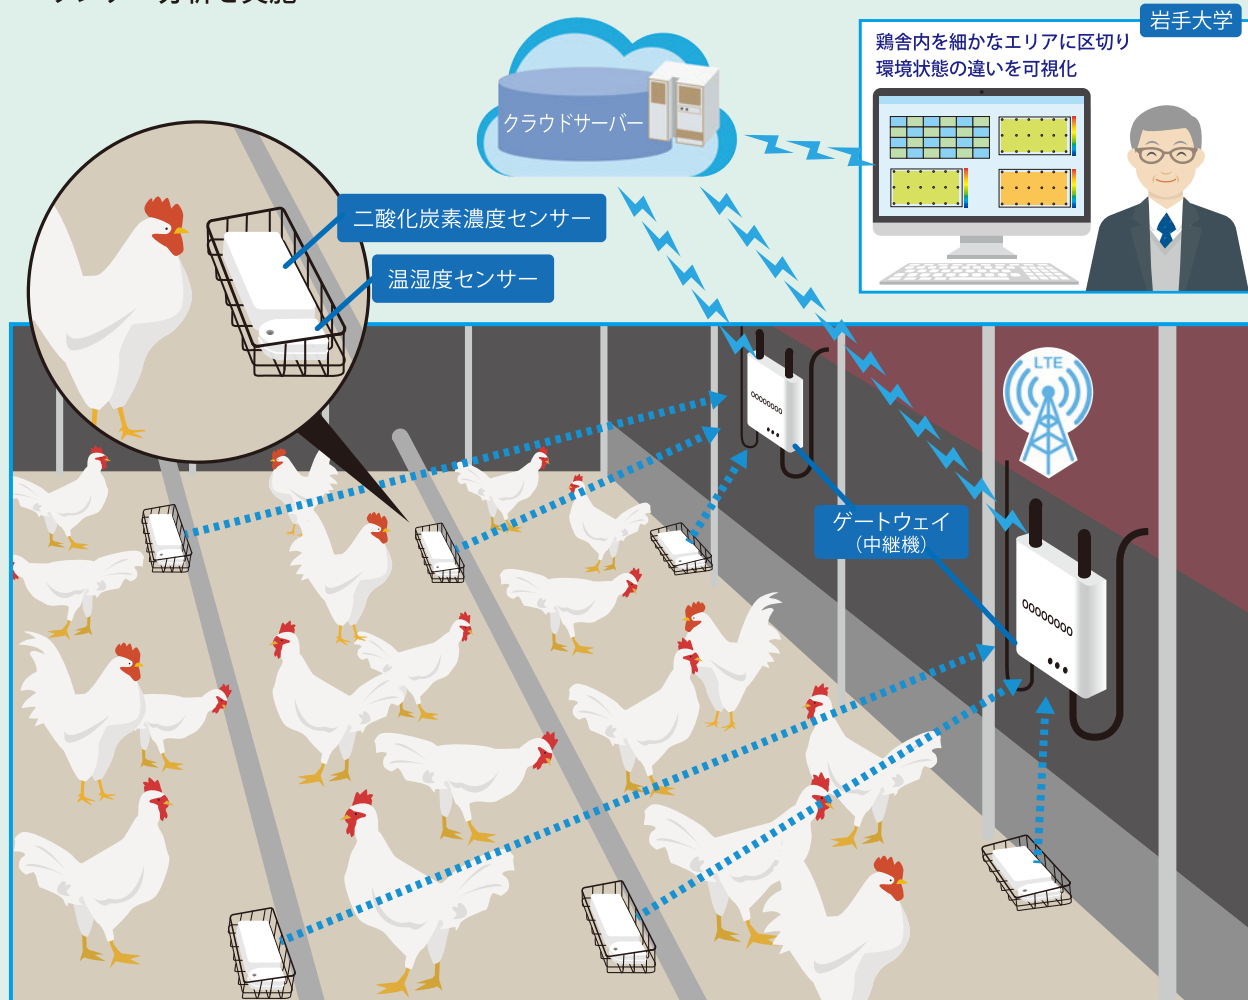 岩手大学
鶏舎内を細かなエリアに区切り
環境状態の違いを可視化
クラウドサーバー
二酸化炭素濃度センサー
温湿度センサー
LTE
ゲートウェイ
（中継機）